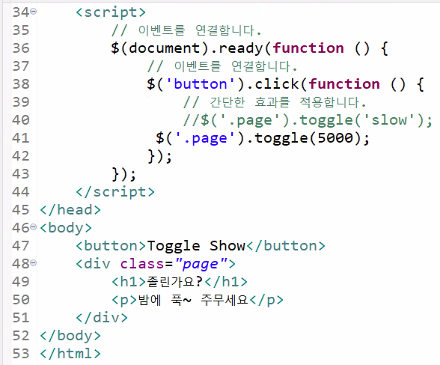 34 <script>
35 // 이벤트를 연결합니다.
36 $(document).ready(function () {
37 // 이벤트를 연결합니다.
38 $('button').click(function () {
39 // 간단한 효과를 적용합니다.
40 //$('.page').toggle('slow');
41 $('.page').toggle(5000);
42 });
43 });
44 </script>
45 </head>
46 <body>
47 <button>Toggle Show</button>
48 <div class="page">
49 <h1>졸린가요?</h1>
50 <p>밤에 푹~ 주무세요</p>
51 </div>
52 </body>
53 </html>